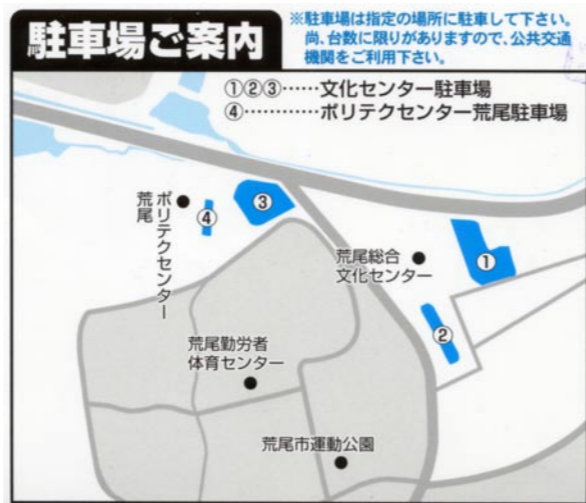 駐車場ご案内
※駐車場は指定の場所に駐車して下さい。
尚、台数に限りがありますので、公共交通
機関をご利用下さい。
①②③……文化センター駐車場
④…………ポリテクセンター荒尾駐車場
ポリテクセンター
荒尾
④
③
荒尾総合
文化センター
①
②
荒尾勤労者
体育センター
荒尾市運動公園